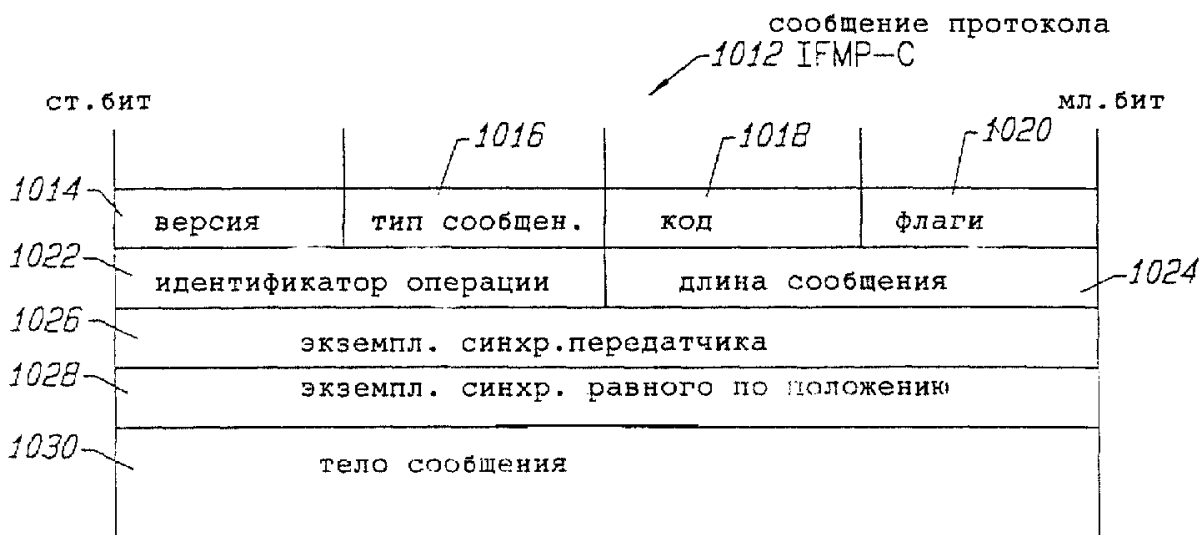 сообщение протокола
1012 IFMP-C
ст.бит
мл.бит
1016
1018
1020
1014
версия
тип сообщен.
код
флаги
1022
идентификатор операции
длина сообщения
1024
1026
экземпл. синхр.передатчика
1028
экземпл. синхр. равного по положению
1030
тело сообщения